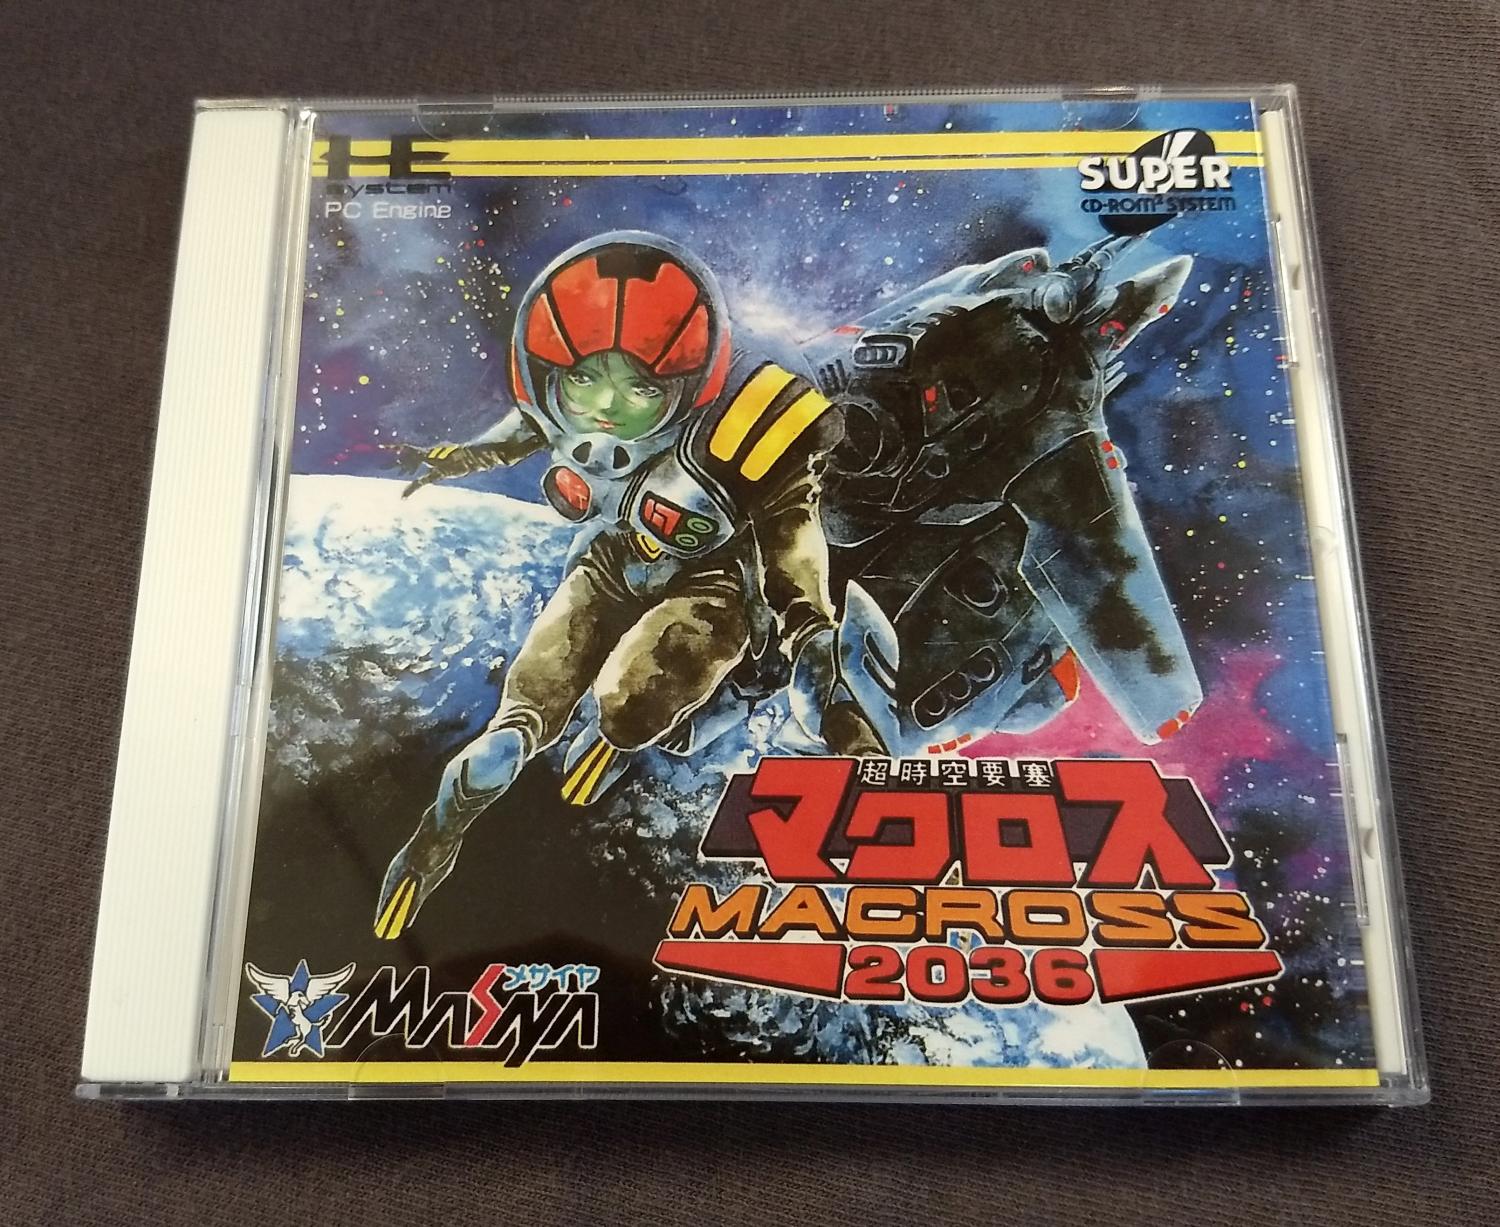 HE
system
PC Engine
SUPER
CD-ROM² SYSTEM
超時空要塞
マクロス
MACROSS
2036
メサイヤ
MASAYA